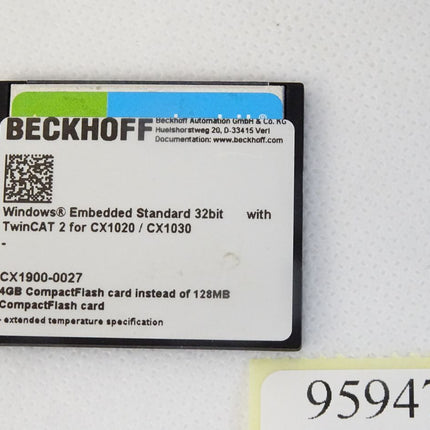 BECKHOFF
Beckhoff Automation GmbH & Co. KG
Huelshorstweg 20, D-33415 Verl
Documentation: www.beckhoff.com
Windows® Embedded Standard 32bit with
TwinCAT 2 for CX1020 / CX1030
-
CX1900-0027
4GB CompactFlash card instead of 128MB
CompactFlash card
- extended temperature specification
95947